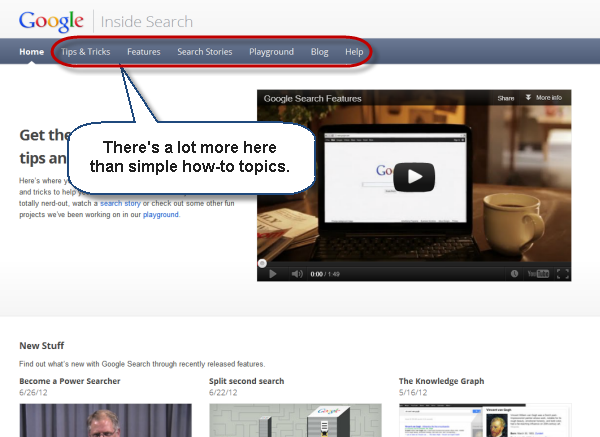 Google Inside Search
Home Tips & Tricks Features Search Stories Playground Blog Help
There's a lot more here
than simple how-to topics.
Get the
tips an
Here's where y
and tricks to help yo
totally nerd-out, watch a search story or check out some other fun
projects we've been working on in our playground.
Google Search Features Share More info
0:00 / 1:49 YouTube
New Stuff
Find out what's new with Google Search through recently released features.
Become a Power Searcher Split second search The Knowledge Graph
6/26/12 6/22/12 5/16/12
Google